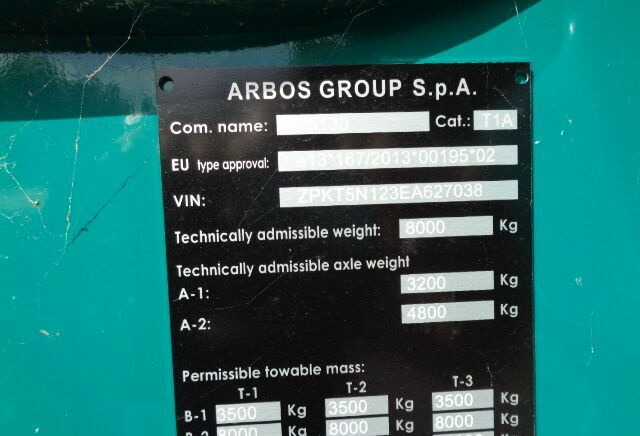 ARBOS GROUP S.p.A.
Com. name: 5130 Cat.: T1A
EU type approval: e13*167/2013*00195*02
VIN: ZPKT5N123EA627038
Technically admissible weight: 8000 Kg
Technically admissible axle weight
A-1: 3200 Kg
A-2: 4800 Kg
Permissible towable mass:
T-1 T-2 T-3
B-1 3500 Kg 3500 Kg 3500 Kg
8000 Kg 8000 Kg 8000 Kg